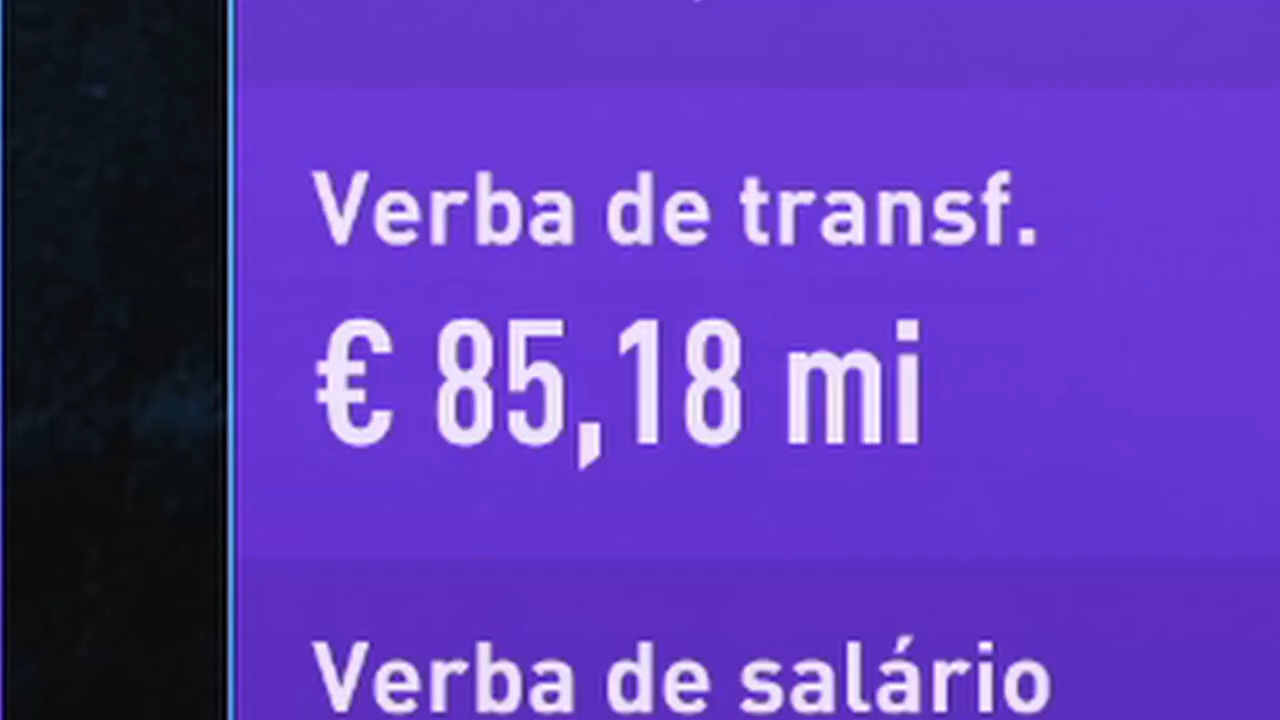 Verba de transf.
€ 85,18 mi
Verba de salário